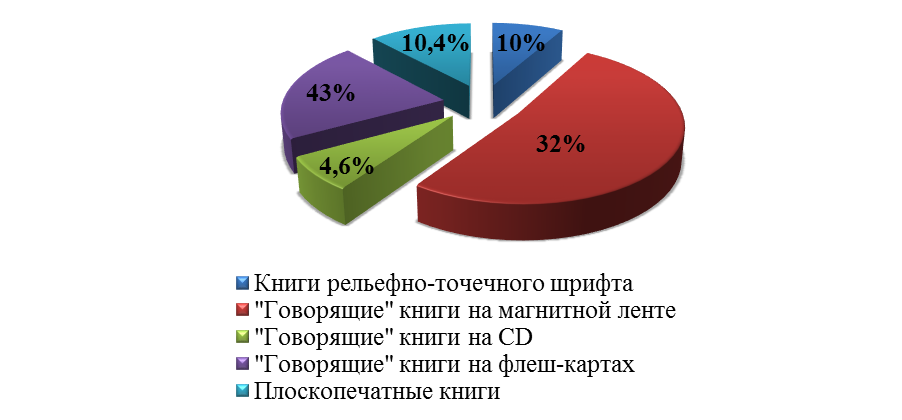 10,4%
10%
43%
32%
4,6%
Книги рельефно-точечного шрифта
"Говорящие" книги на магнитной ленте
"Говорящие" книги на CD
"Говорящие" книги на флеш-картах
Плоскопечатные книги